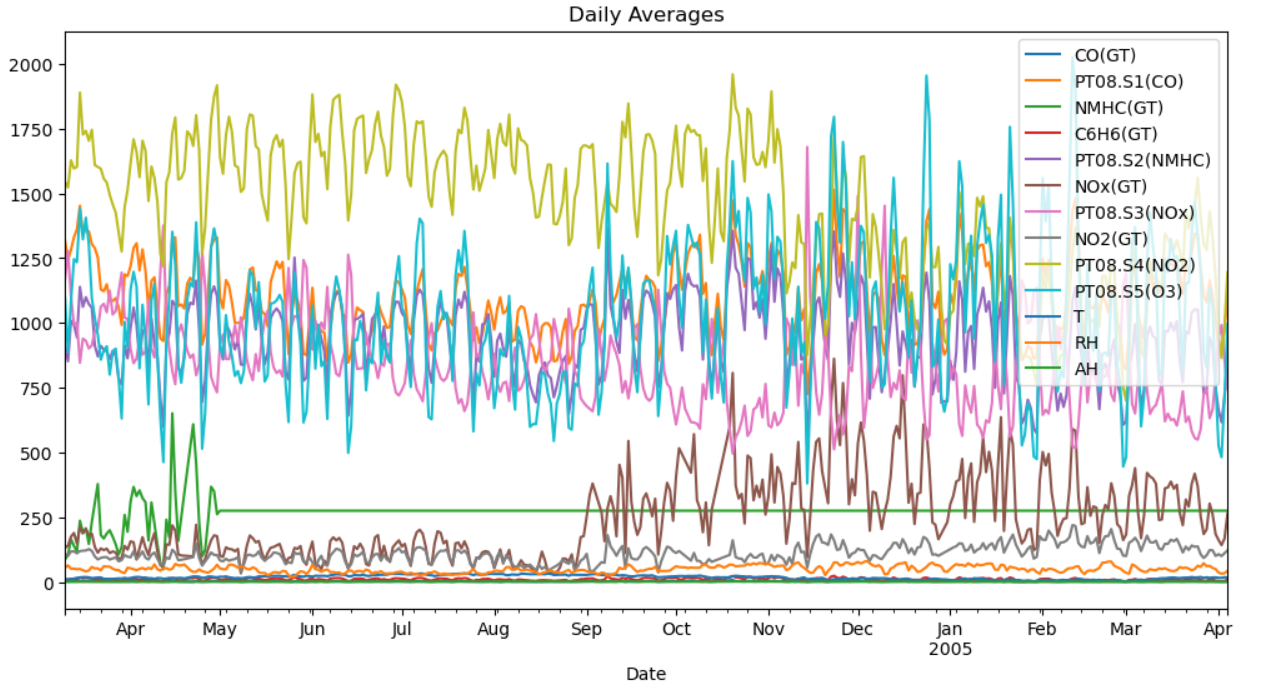 Daily Averages
2000
1750
1500
1250
1000
750
500
250
0
CO(GT)
PT08.S1(CO)
NMHC(GT)
C6H6(GT)
PT08.S2(NMHC)
NOx(GT)
PT08.S3(NOx)
NO2(GT)
PT08.S4(NO2)
PT08.S5(O3)
T
RH
AH
Apr May Jun Jul Aug Sep Oct Nov Dec Jan Feb Mar Apr
2005
Date